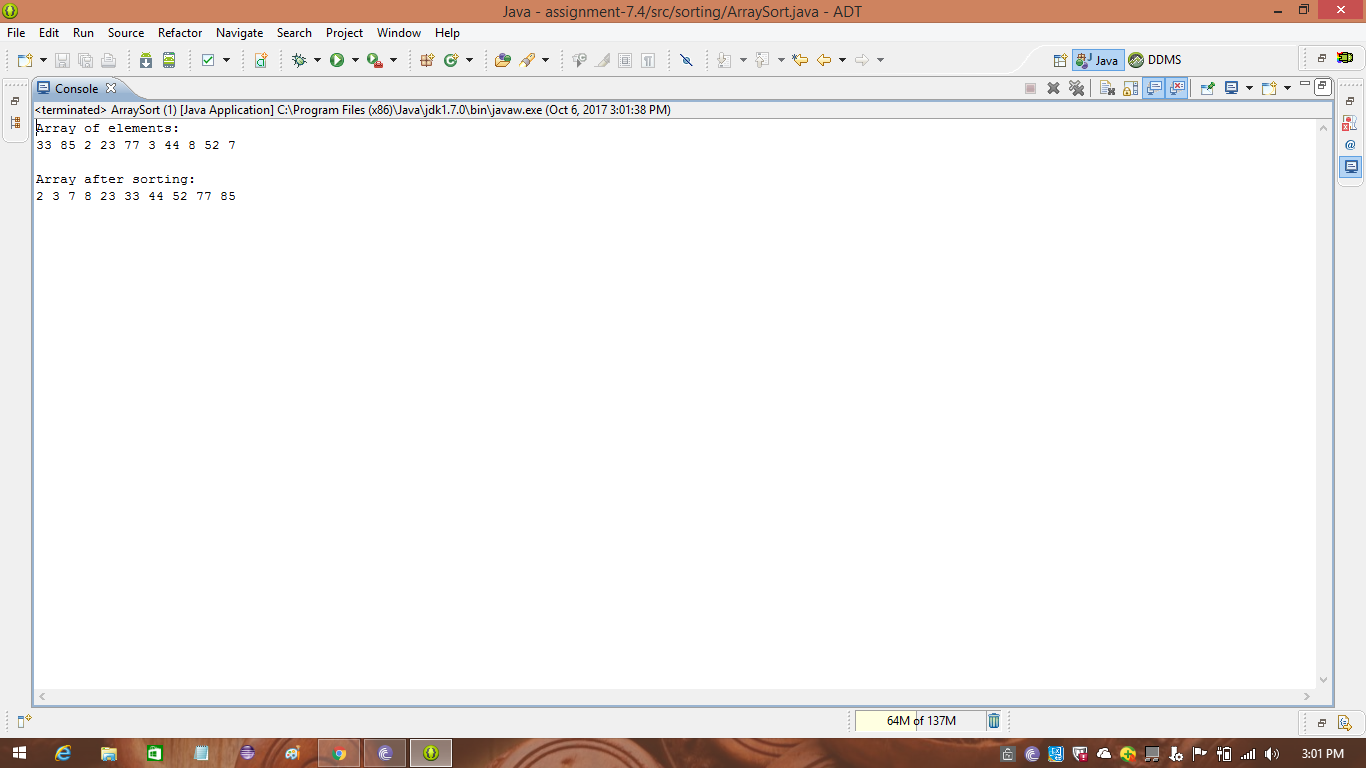 Java - assignment-7.4/src/sorting/ArraySort.java - ADT
File Edit Run Source Refactor Navigate Search Project Window Help
Java DDMS
Console
<terminated> ArraySort (1) [Java Application] C:\Program Files (x86)\Java\jdk1.7.0\bin\javaw.exe (Oct 6, 2017 3:01:38 PM)
Array of elements:
33 85 2 23 77 3 44 8 52 7
Array after sorting:
2 3 7 8 23 33 44 52 77 85
64M of 137M
3:01 PM